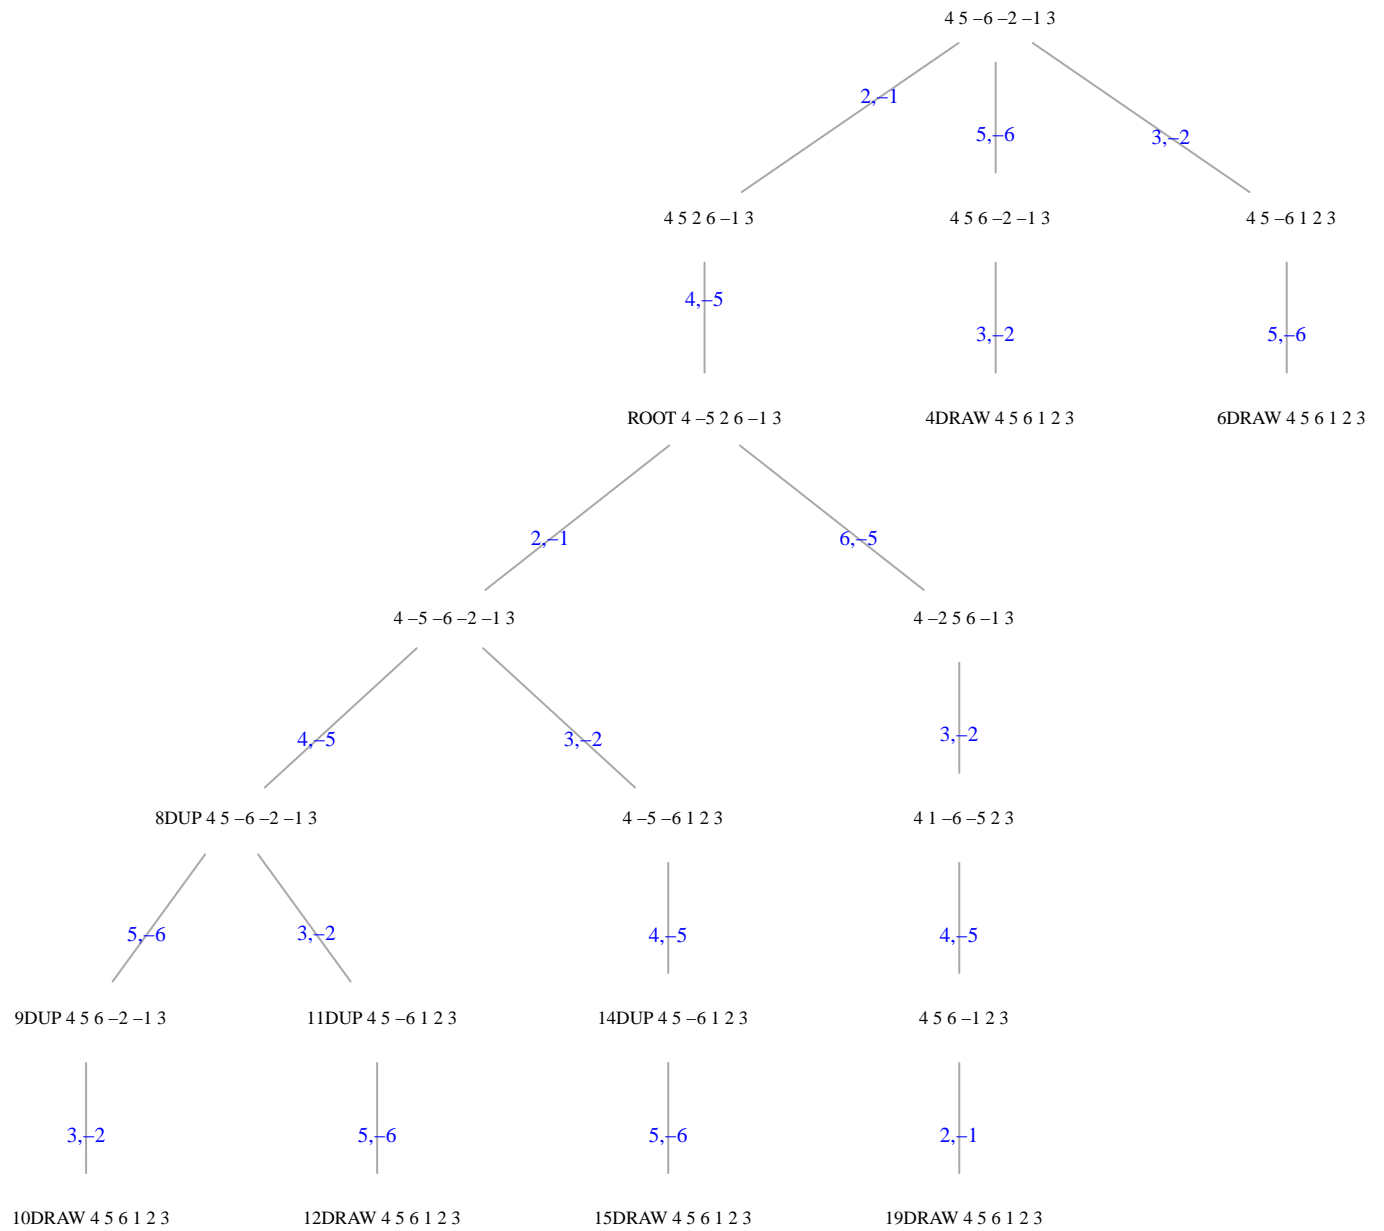 4 5 –6 –2 –1 3
2,–1
5,–6
3,–2
4 5 2 6 –1 3
4 5 6 –2 –1 3
4 5 –6 1 2 3
4,–5
3,–2
5,–6
ROOT 4 –5 2 6 –1 3
4DRAW 4 5 6 1 2 3
6DRAW 4 5 6 1 2 3
2,–1
6,–5
4 –5 –6 –2 –1 3
4 –2 5 6 –1 3
4,–5
3,–2
3,–2
8DUP 4 5 –6 –2 –1 3
4 –5 –6 1 2 3
4 1 –6 –5 2 3
5,–6
3,–2
4,–5
4,–5
9DUP 4 5 6 –2 –1 3
11DUP 4 5 –6 1 2 3
14DUP 4 5 –6 1 2 3
4 5 6 –1 2 3
3,–2
5,–6
5,–6
2,–1
10DRAW 4 5 6 1 2 3
12DRAW 4 5 6 1 2 3
15DRAW 4 5 6 1 2 3
19DRAW 4 5 6 1 2 3